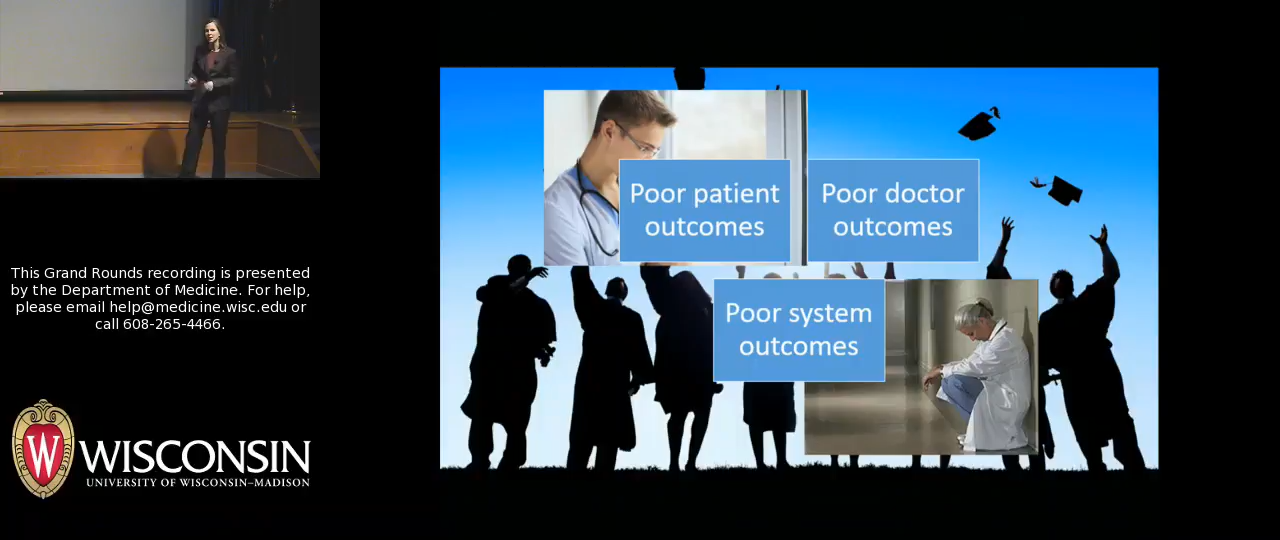 Poor patient
outcomes
Poor doctor
outcomes
Poor system
outcomes
This Grand Rounds recording is presented
by the Department of Medicine. For help,
please email help@medicine.wisc.edu or
call 608-265-4466.
W
WISCONSIN
UNIVERSITY OF WISCONSIN–MADISON